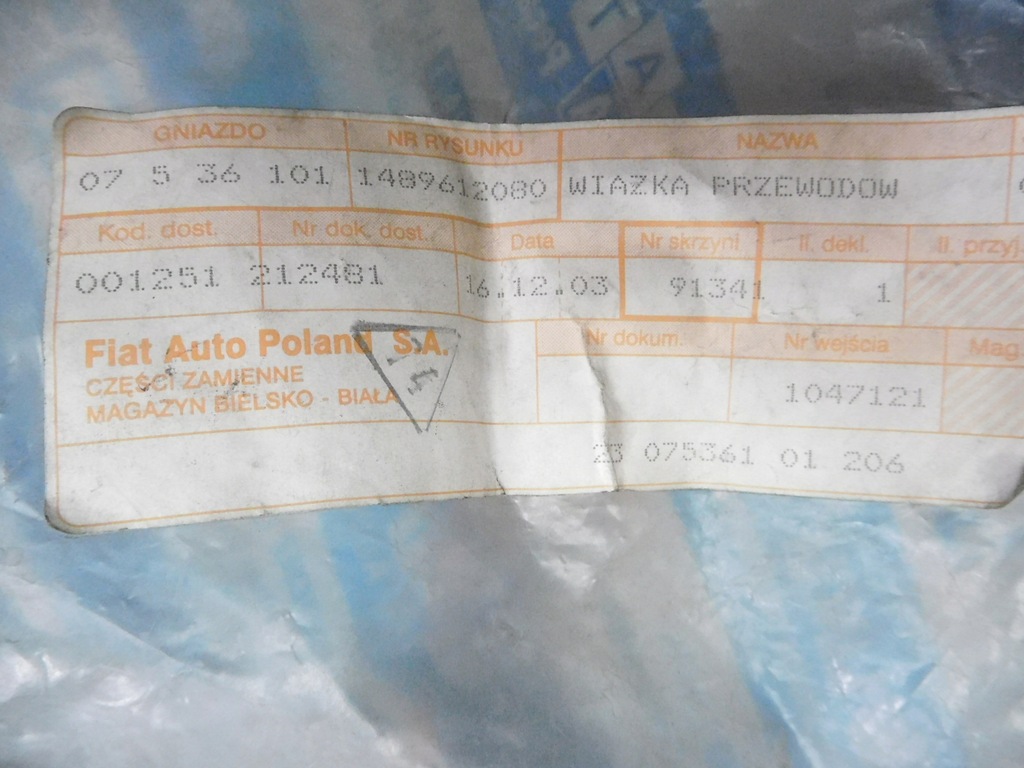 GNIAZDO NR RYSUNKU NAZWA
07 5 36 101 1489612080 WIAZKA PRZEWODOW
Kod. dost. Nr dok. dost. Data Nr skrzyni Il. dekl. Il. przyj.
001251 212481 16.12.03 91341 1
Fiat Auto Poland S.A.
CZĘŚCI ZAMIENNE
MAGAZYN BIELSKO - BIAŁA
14
Nr dokum. Nr wejścia Mag
1047121
23 075361 01 206